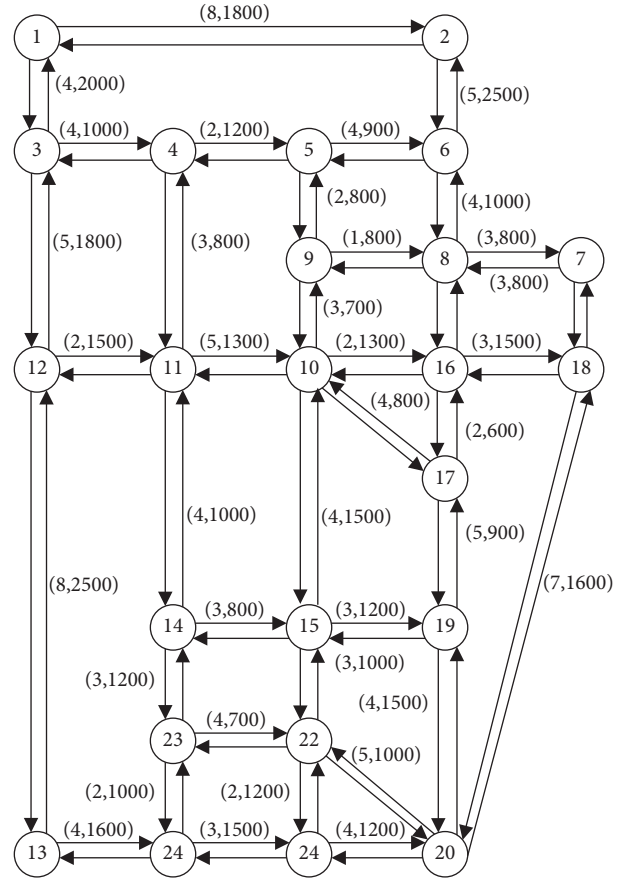 (8,1800)
1 2
(4,2000) (5,2500)
(4,1000) (2,1200) (4,900)
3 4 5 6
(2,800) (4,1000)
(5,1800) (3,800) (1,800) (3,800)
9 8 7
(3,800)
(3,700)
(2,1500) (5,1300) (2,1300) (3,1500)
12 11 10 16 18
(4,800)
(2,600)
17
(4,1000) (4,1500) (5,900)
(8,2500) (7,1600)
(3,800) (3,1200)
14 15 19
(3,1000)
(3,1200) (4,1500)
(4,700)
23 22
(5,1000)
(2,1000) (2,1200)
(4,1600) (3,1500) (4,1200)
13 24 24 20